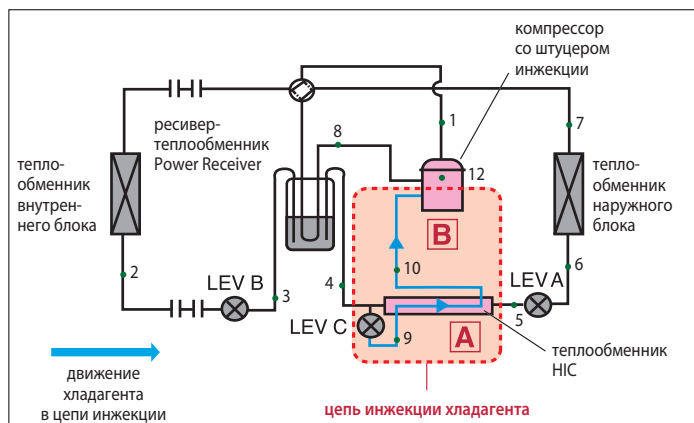 компрессор
со штуцером
инжекции
ресивер-
теплообменник
Power Receiver
8
1
7
12
тепло-
обменник
внутрен-
него блока
тепло-
обменник
наружного
блока
B
2
LEV B
3
4
10
LEV A
6
LEV C
9
A
5
движение
хладагента
в цепи инжекции
теплообменник
HIC
цепь инжекции хладагента